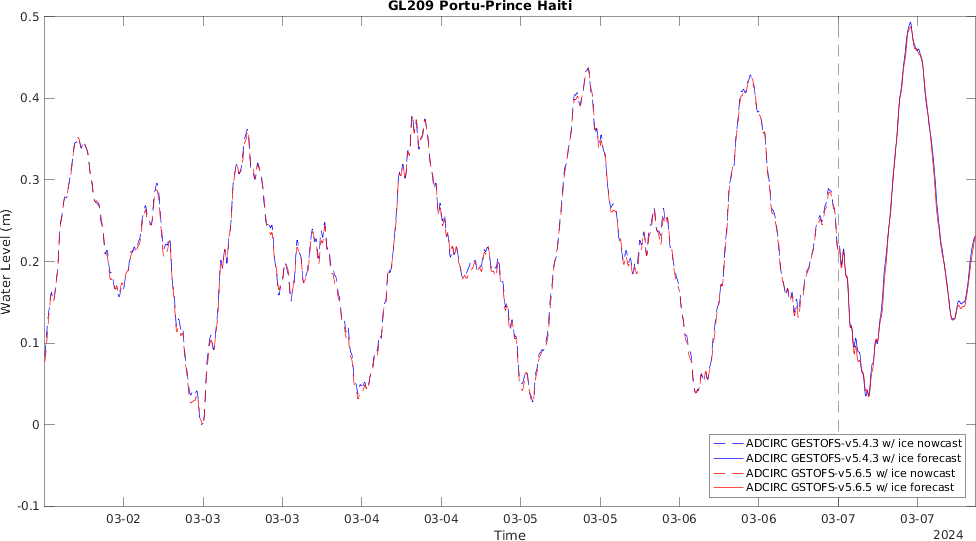 GL209 Portu-Prince Haiti
0.5
0.4
0.3
0.2
0.1
0
-0.1
Water Level (m)
ADCIRC GESTOFS-v5.4.3 w/ ice nowcast
ADCIRC GESTOFS-v5.4.3 w/ ice forecast
ADCIRC GSTOFS-v5.6.5 w/ ice nowcast
ADCIRC GSTOFS-v5.6.5 w/ ice forecast
03-02 03-03 03-03 03-04 03-04 03-05 03-05 03-06 03-06 03-07 03-07
Time
2024